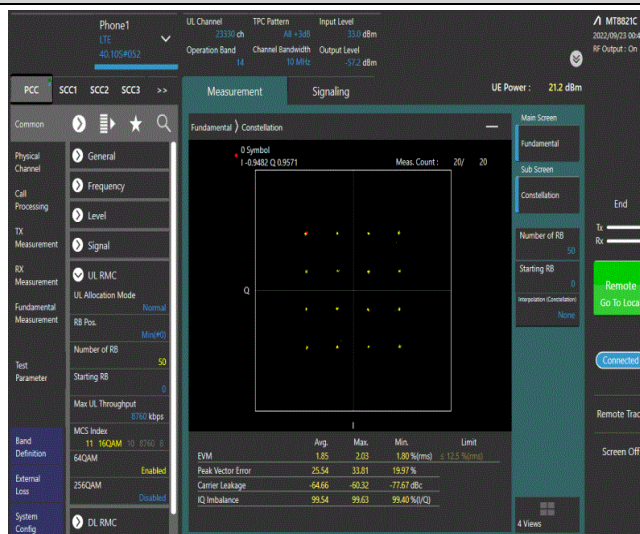 Phone1
LTE
40.105#052
UL Channel
23330 ch
TPC Pattern
All +3dB
Input Level
33.0 dBm
Operation Band
14
Channel Bandwidth
10 MHz
Output Level
-57.2 dBm
MT8821C
2022/09/23 00:4
RF Output : On
PCC SCC1 SCC2 SCC3 >>
Measurement
Signaling
UE Power : 21.2 dBm
Common
Physical
Channel
Call
Processing
TX
Measurement
RX
Measurement
Fundamental
Measurement
Test
Parameter
Band
Definition
External
Loss
System
Config
General
Frequency
Level
Signal
UL RMC
UL Allocation Mode
Normal
RB Pos.
Min(#0)
Number of RB
50
Starting RB
0
Max UL Throughput
8760 kbps
MCS Index
11 16QAM 10 8760 B
64QAM
Enabled
256QAM
Disabled
DL RMC
Fundamental ⟩ Constellation
0 Symbol
I -0.9482 Q 0.9571
Meas. Count : 20/ 20
Q
I
Avg. Max. Min. Limit
EVM 1.85 2.03 1.80 %(rms) ≤ 12.5 %(rms)
Peak Vector Error 25.54 33.81 19.97 %
Carrier Leakage -64.66 -60.32 -77.67 dBc
IQ Imbalance 99.54 99.63 99.40 %(I/Q)
Main Screen
Fundamental
Sub Screen
Constellation
Number of RB
50
Starting RB
0
Interpolation (Constellation)
None
4 Views
End
Tx
Rx
Remote
Go To Loca
Connected
Remote Trac
Screen Off